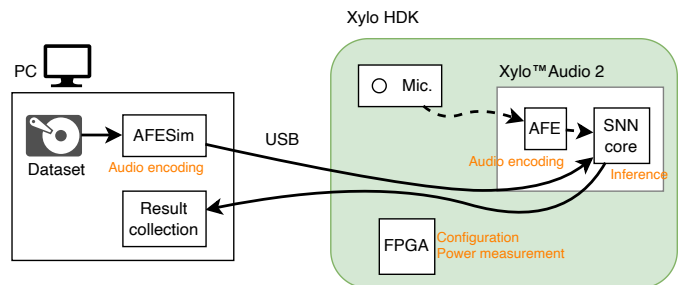 Xylo HDK
PC
Xylo™Audio 2
Mic.
AFESim
AFE
SNN
core
USB
Dataset
Audio encoding
Audio encoding
Inference
Result
collection
FPGA
Configuration
Power measurement